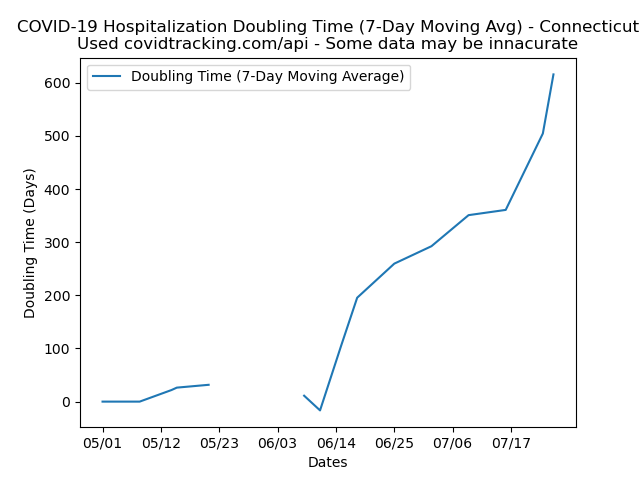 COVID-19 Hospitalization Doubling Time (7-Day Moving Avg) - Connecticut
Used covidtracking.com/api - Some data may be innacurate
Doubling Time (7-Day Moving Average)
600
500
400
300
200
100
0
Doubling Time (Days)
05/01 05/12 05/23 06/03 06/14 06/25 07/06 07/17
Dates